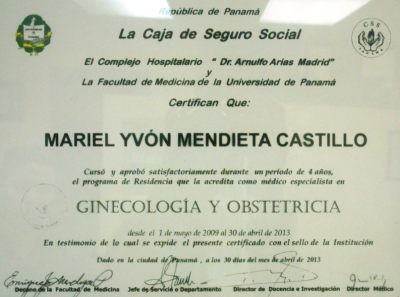 República de Panamá
La Caja de Seguro Social
El Complejo Hospitalario " Dr. Arnulfo Arias Madrid"
y
La Facultad de Medicina de la Universidad de Panamá
Certifican Que:
MARIEL YVÓN MENDIETA CASTILLO
Cursó y aprobó satisfactoriamente durante un período de 4 años,
el programa de Residencia que la acredita como médico especialista en
GINECOLOGÍA Y OBSTETRICIA
desde el 1 de mayo de 2009 al 30 de abril de 2013
En testimonio de lo cual se expide el presente certificado con el sello de la Institución
Dado en la ciudad de Panamá , a los 30 días del mes de abril de 2013
Decano de la Facultad de Medicina Jefe de Servicio o Departamento Director de Docencia e Investigación Director Médico